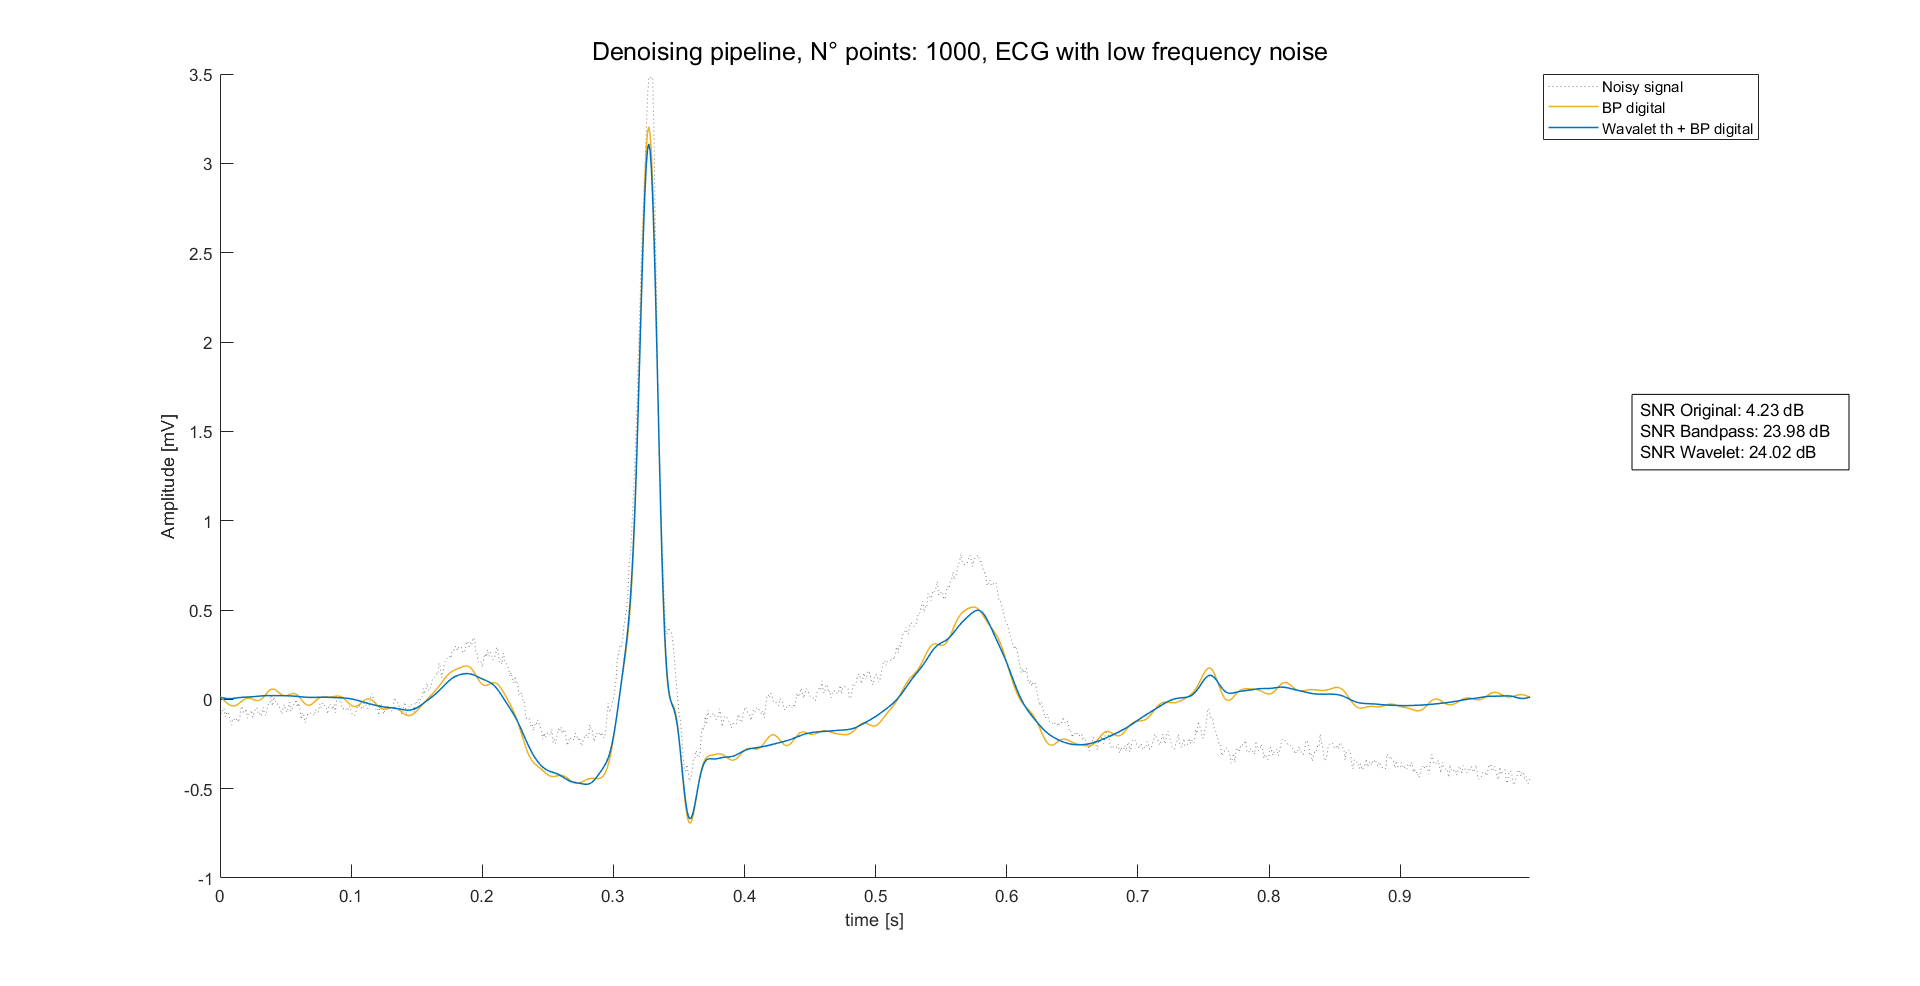 Denoising pipeline, N° points: 1000, ECG with low frequency noise
3.5
3
2.5
2
1.5
1
0.5
0
-0.5
-1
Amplitude [mV]
0 0.1 0.2 0.3 0.4 0.5 0.6 0.7 0.8 0.9
time [s]
Noisy signal
BP digital
Wavalet th + BP digital
SNR Original: 4.23 dB
SNR Bandpass: 23.98 dB
SNR Wavelet: 24.02 dB